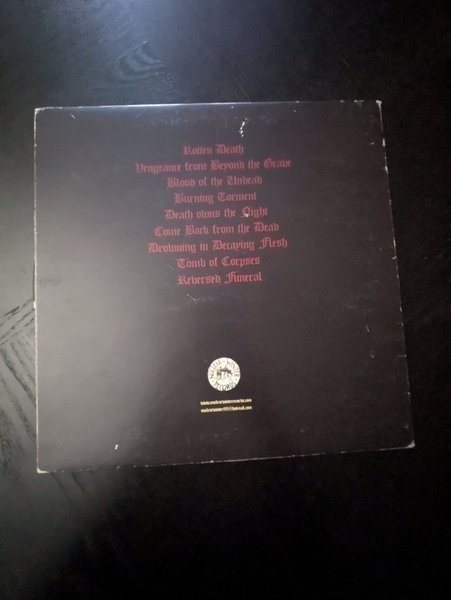 Rotten Death
Vengeance from Beyond the Grave
Blood of the Undead
Burning Torment
Death owns the Night
Come Back from the Dead
Drowning in Decaying Flesh
Tomb of Corpses
Reversed Funeral